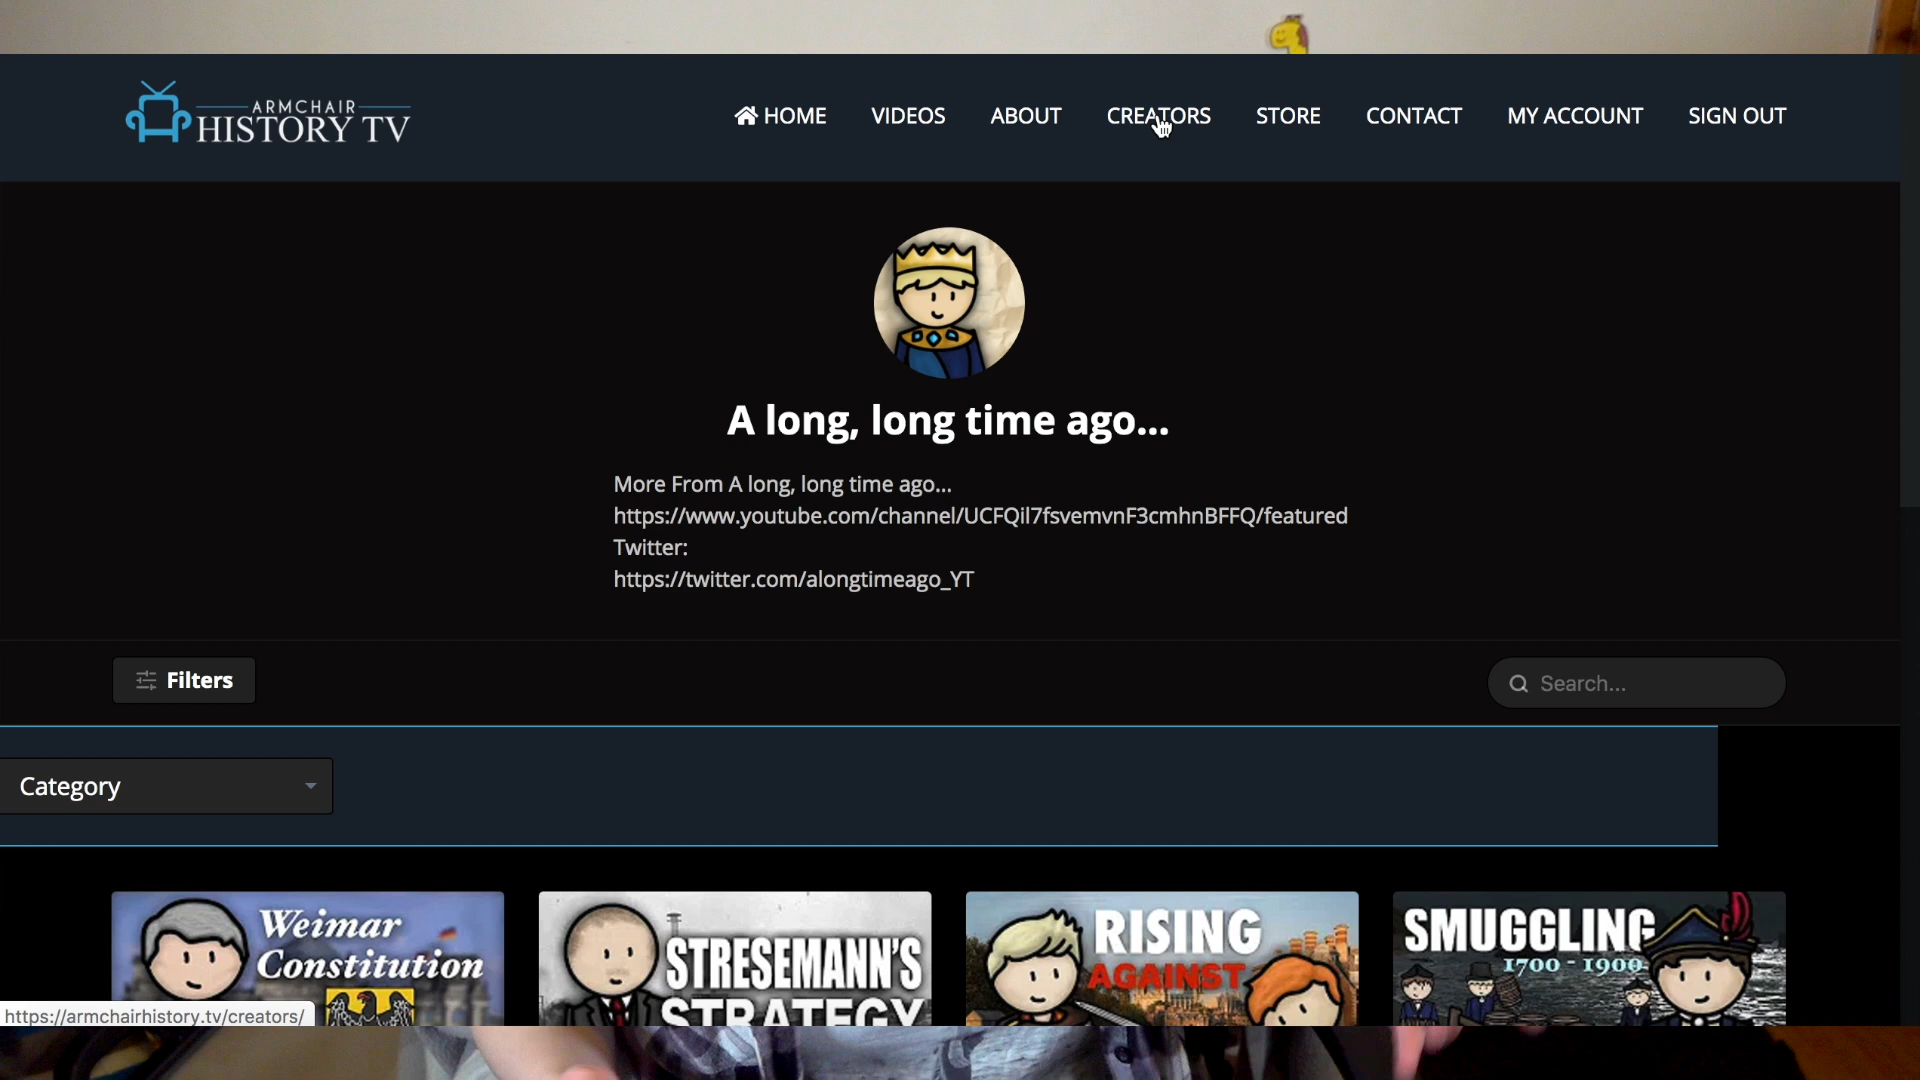 ARMCHAIR
HISTORY TV
HOME VIDEOS ABOUT CREATORS STORE CONTACT MY ACCOUNT SIGN OUT
A long, long time ago...
More From A long, long time ago...
https://www.youtube.com/channel/UCFQil7fsvemvnF3cmhnBFFQ/featured
Twitter:
https://twitter.com/alongtimeago_YT
Filters
Search...
Category
Weimar
Constitution
STRESEMANN'S
STRATEGY
RISING
AGAINST
SMUGGLING
1700 - 1900
https://armchairhistory.tv/creators/